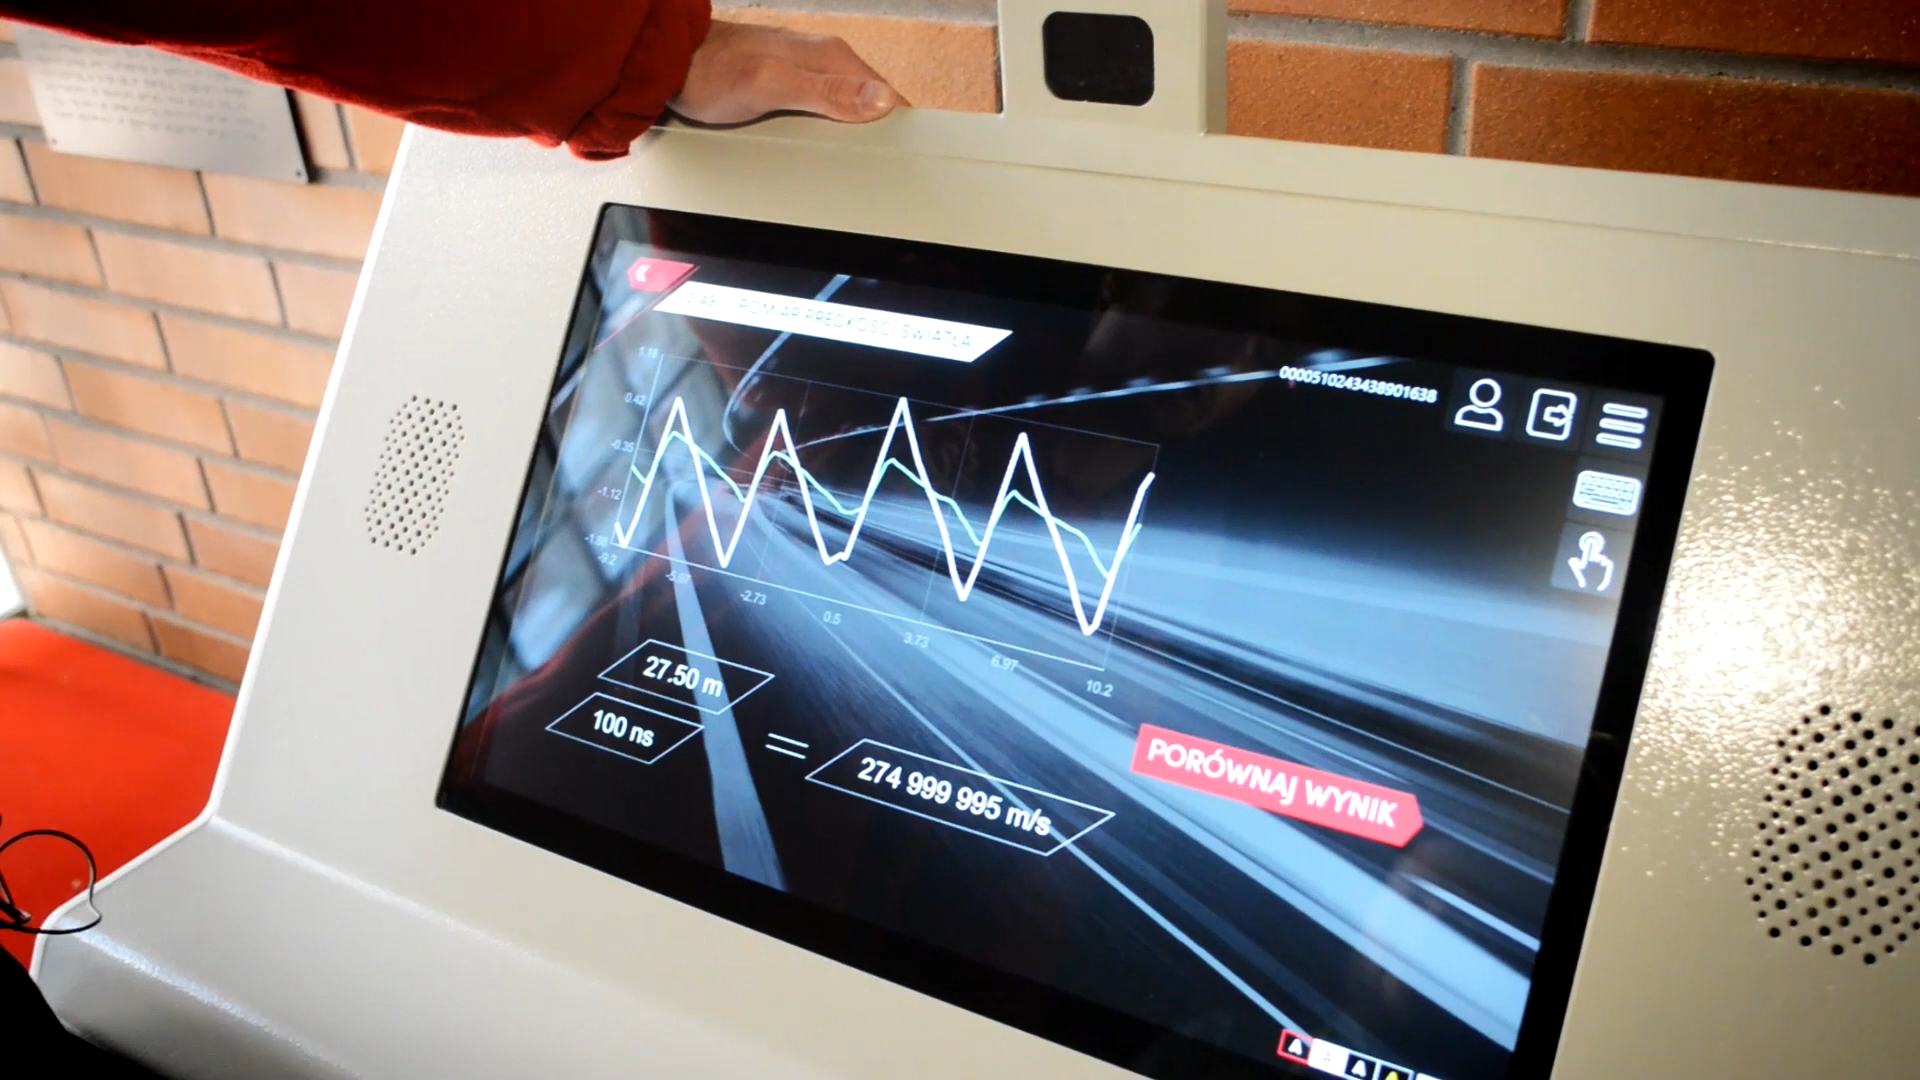 POMIAR PRĘDKOŚCI ŚWIATŁA
0000510243438901638
1.18
0.42
-0.35
-1.12
-1.88
-9.2
-5.97
-2.73
0.5
3.73
6.97
10.2
27.50 m
100 ns
=
274 999 995 m/s
PORÓWNAJ WYNIK
A A A A